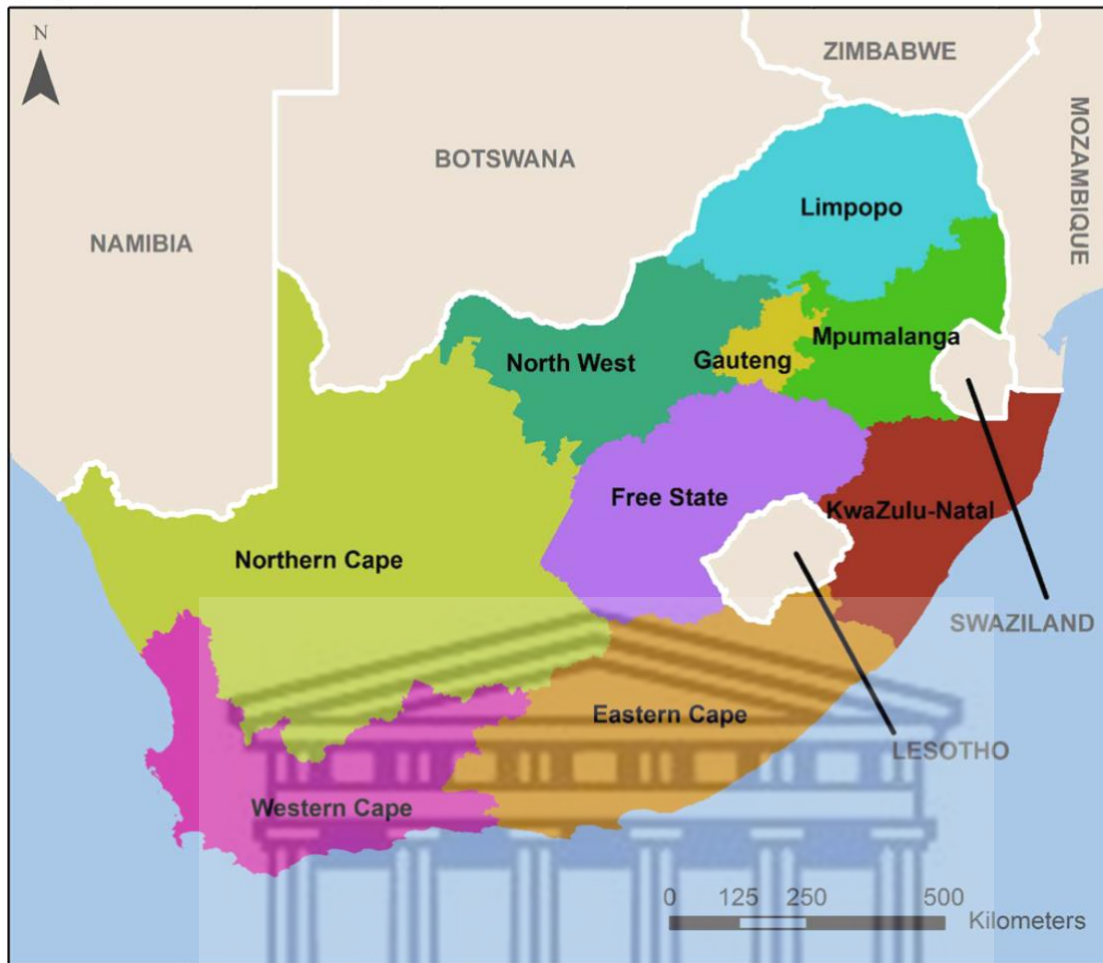 N
ZIMBABWE
MOZAMBIQUE
BOTSWANA
Limpopo
NAMIBIA
Mpumalanga
North West
Gauteng
Free State
KwaZulu-Natal
Northern Cape
SWAZILAND
Eastern Cape
LESOTHO
Western Cape
0 125 250 500
Kilometers